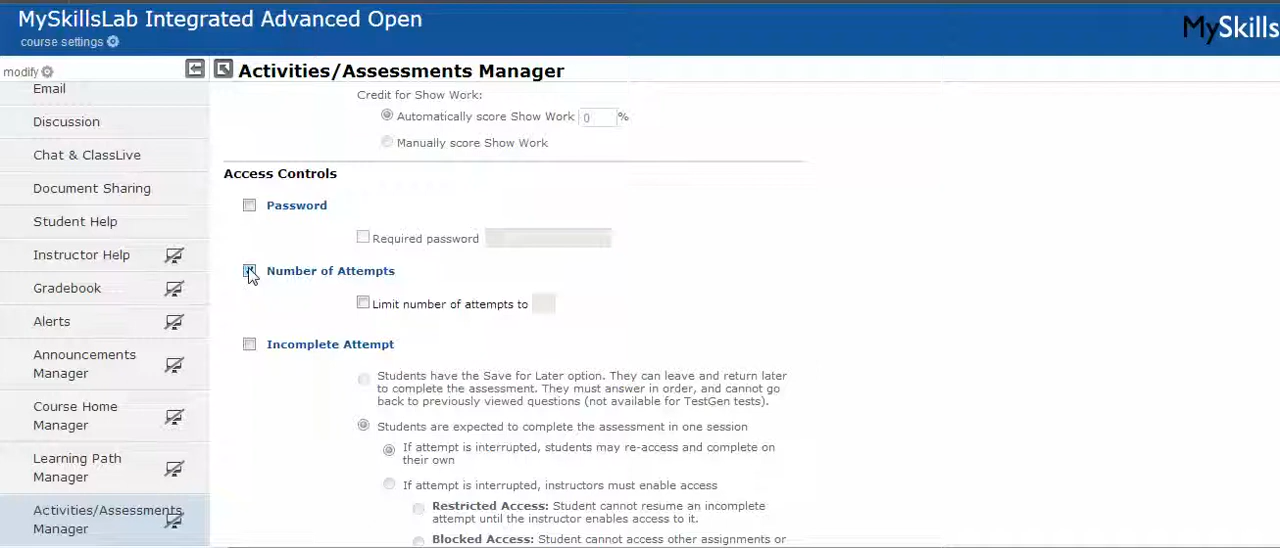 MySkillsLab Integrated Advanced Open
course settings
MySkills
modify
Activities/Assessments Manager
Email
Discussion
Chat & ClassLive
Document Sharing
Student Help
Instructor Help
Gradebook
Alerts
Announcements
Manager
Course Home
Manager
Learning Path
Manager
Activities/Assessments
Manager
Credit for Show Work:
Automatically score Show Work 0 %
Manually score Show Work
Access Controls
Password
Required password
Number of Attempts
Limit number of attempts to
Incomplete Attempt
Students have the Save for Later option. They can leave and return later
to complete the assessment. They must answer in order, and cannot go
back to previously viewed questions (not available for TestGen tests).
Students are expected to complete the assessment in one session
If attempt is interrupted, students may re-access and complete on
their own
If attempt is interrupted, instructors must enable access
Restricted Access: Student cannot resume an incomplete
attempt until the instructor enables access to it.
Blocked Access: Student cannot access other assignments or